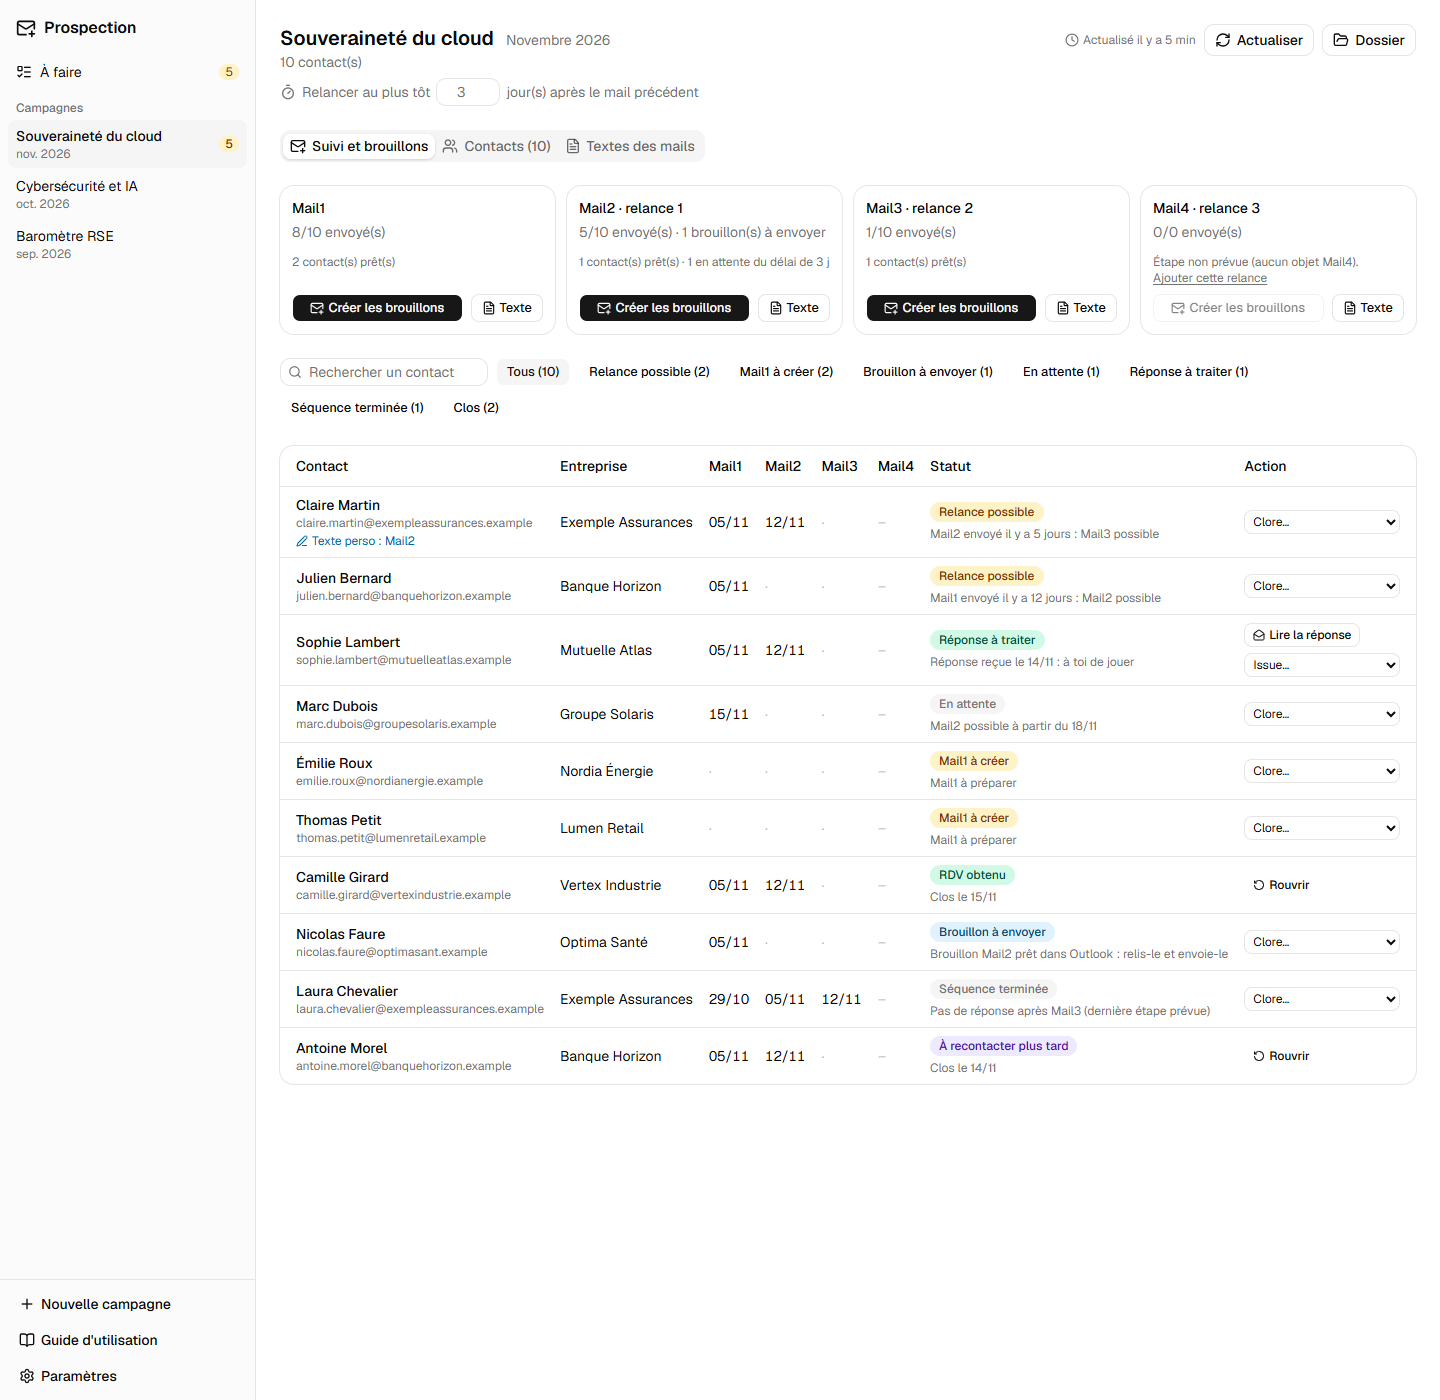 Prospection
À faire 5
Campagnes
Souveraineté du cloud 5
nov. 2026
Cybersécurité et IA
oct. 2026
Baromètre RSE
sep. 2026
Nouvelle campagne
Guide d'utilisation
Paramètres
Souveraineté du cloud Novembre 2026
Actualisé il y a 5 min Actualiser Dossier
10 contact(s)
Relancer au plus tôt 3 jour(s) après le mail précédent
Suivi et brouillons Contacts (10) Textes des mails
Mail1
8/10 envoyé(s)
2 contact(s) prêt(s)
Créer les brouillons Texte
Mail2 · relance 1
5/10 envoyé(s) · 1 brouillon(s) à envoyer
1 contact(s) prêt(s) · 1 en attente du délai de 3 j
Créer les brouillons Texte
Mail3 · relance 2
1/10 envoyé(s)
1 contact(s) prêt(s)
Créer les brouillons Texte
Mail4 · relance 3
0/0 envoyé(s)
Étape non prévue (aucun objet Mail4).
Ajouter cette relance
Créer les brouillons Texte
Rechercher un contact Tous (10) Relance possible (2) Mail1 à créer (2) Brouillon à envoyer (1) En attente (1) Réponse à traiter (1)
Séquence terminée (1) Clos (2)
Contact Entreprise Mail1 Mail2 Mail3 Mail4 Statut Action
Claire Martin
claire.martin@exempleassurances.example
Texte perso : Mail2
Exemple Assurances 05/11 12/11 · –
Relance possible
Mail2 envoyé il y a 5 jours : Mail3 possible
Clore…
Julien Bernard
julien.bernard@banquehorizon.example
Banque Horizon 05/11 · · –
Relance possible
Mail1 envoyé il y a 12 jours : Mail2 possible
Clore…
Sophie Lambert
sophie.lambert@mutuelleatlas.example
Mutuelle Atlas 05/11 12/11 · –
Réponse à traiter
Réponse reçue le 14/11 : à toi de jouer
Lire la réponse
Issue…
Marc Dubois
marc.dubois@groupesolaris.example
Groupe Solaris 15/11 · · –
En attente
Mail2 possible à partir du 18/11
Clore…
Émilie Roux
emilie.roux@nordianergie.example
Nordia Énergie · · · –
Mail1 à créer
Mail1 à préparer
Clore…
Thomas Petit
thomas.petit@lumenretail.example
Lumen Retail · · · –
Mail1 à créer
Mail1 à préparer
Clore…
Camille Girard
camille.girard@vertexindustrie.example
Vertex Industrie 05/11 12/11 · –
RDV obtenu
Clos le 15/11
Rouvrir
Nicolas Faure
nicolas.faure@optimasant.example
Optima Santé 05/11 · · –
Brouillon à envoyer
Brouillon Mail2 prêt dans Outlook : relis-le et envoie-le
Clore…
Laura Chevalier
laura.chevalier@exempleassurances.example
Exemple Assurances 29/10 05/11 12/11 –
Séquence terminée
Pas de réponse après Mail3 (dernière étape prévue)
Clore…
Antoine Morel
antoine.morel@banquehorizon.example
Banque Horizon 05/11 12/11 · –
À recontacter plus tard
Clos le 14/11
Rouvrir